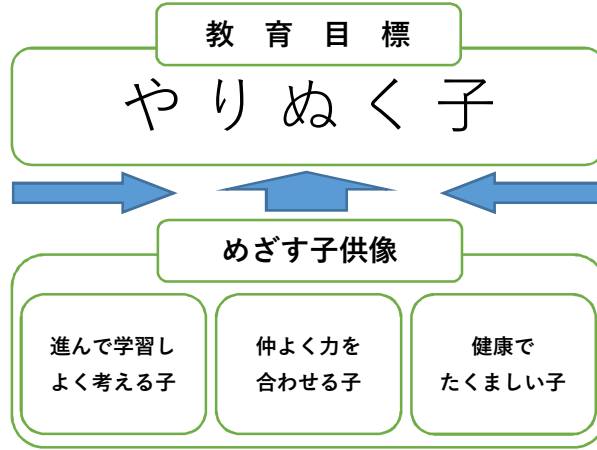 教　育　目　標
やりぬく子
めざす子供像
進んで学習し
よく考える子
仲よく力を
合わせる子
健康で
たくましい子